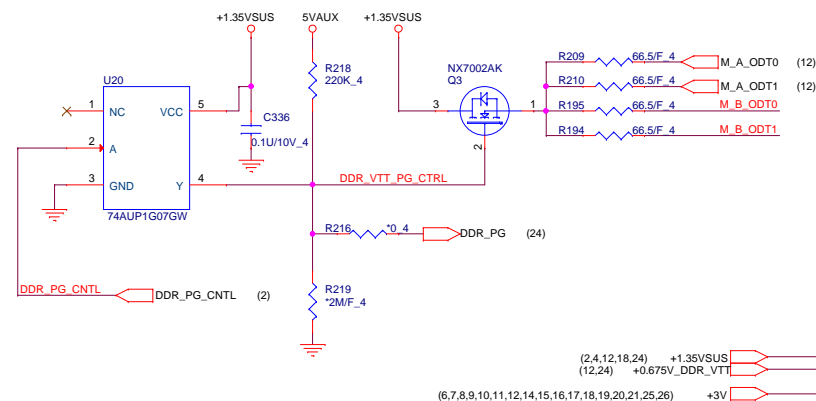 +1.35VSUS 5VAUX +1.35VSUS
U20
R218
220K_4
NX7002AK
Q3
R209 66.5/F_4 M_A_ODT0 (12)
R210 66.5/F_4 M_A_ODT1 (12)
R195 66.5/F_4 M_B_ODT0
R194 66.5/F_4 M_B_ODT1
1 NC VCC 5
3 1
2
C336
0.1U/10V_4
2 A
3 GND Y 4
DDR_VTT_PG_CTRL
74AUP1G07GW
R216 *0_4 DDR_PG (24)
DDR_PG_CNTL DDR_PG_CNTL (2)
R219
*2M/F_4
(2,4,12,18,24) +1.35VSUS
(12,24) +0.675V_DDR_VTT
(6,7,8,9,10,11,12,14,15,16,17,18,19,20,21,25,26) +3V